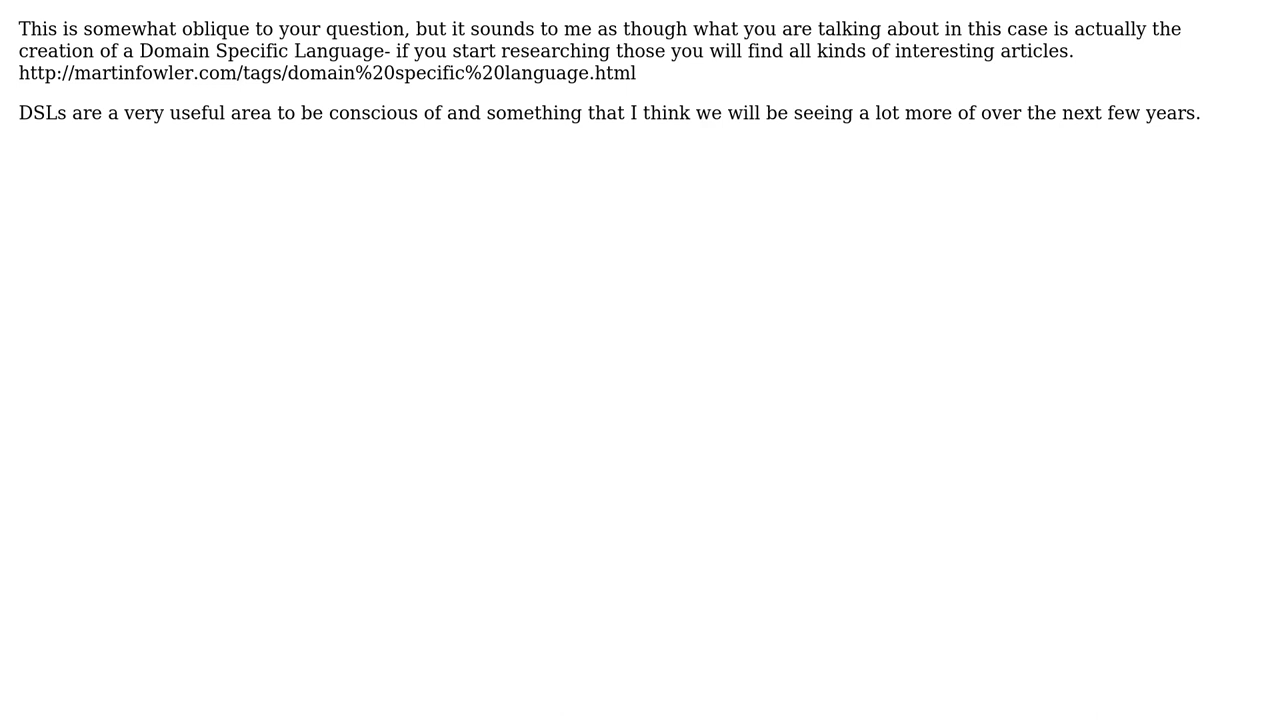 This is somewhat oblique to your question, but it sounds to me as though what you are talking about in this case is actually the
creation of a Domain Specific Language- if you start researching those you will find all kinds of interesting articles.
http://martinfowler.com/tags/domain%20specific%20language.html
DSLs are a very useful area to be conscious of and something that I think we will be seeing a lot more of over the next few years.